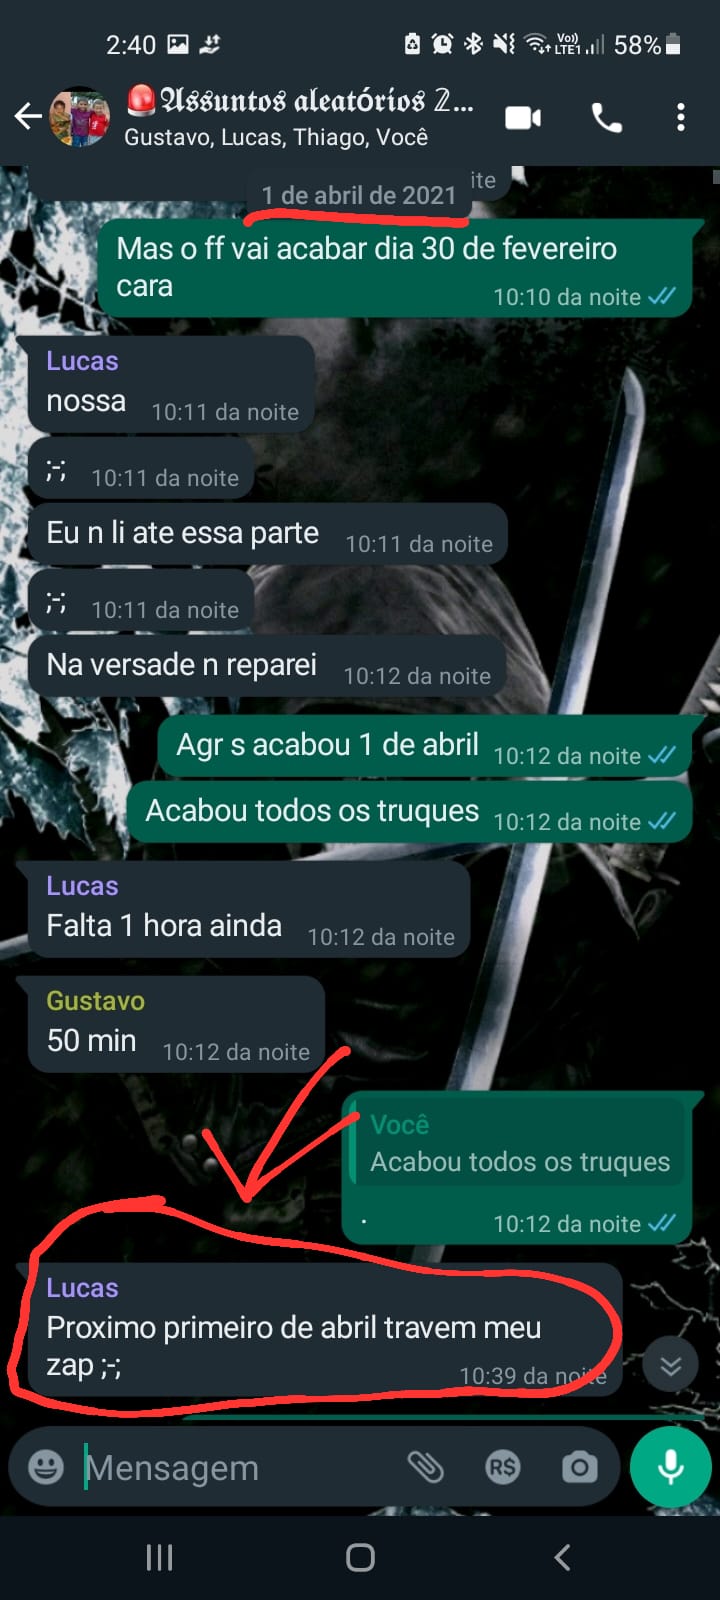 2:40
Vo))
LTE1
58%
🚨𝕬𝖘𝖘𝖚𝖓𝖙𝖔𝖘 𝖆𝖑𝖊𝖆𝖙ó𝖗𝖎𝖔𝖘 ℤ...
Gustavo, Lucas, Thiago, Você
ite
1 de abril de 2021
Mas o ff vai acabar dia 30 de fevereiro
cara
10:10 da noite
Lucas
nossa 10:11 da noite
;-; 10:11 da noite
Eu n li ate essa parte 10:11 da noite
;-; 10:11 da noite
Na versade n reparei 10:12 da noite
Agr s acabou 1 de abril 10:12 da noite
Acabou todos os truques 10:12 da noite
Lucas
Falta 1 hora ainda 10:12 da noite
Gustavo
50 min 10:12 da noite
Você
Acabou todos os truques
. 10:12 da noite
Lucas
Proximo primeiro de abril travem meu
zap ;-;
10:39 da noite
Mensagem
R$